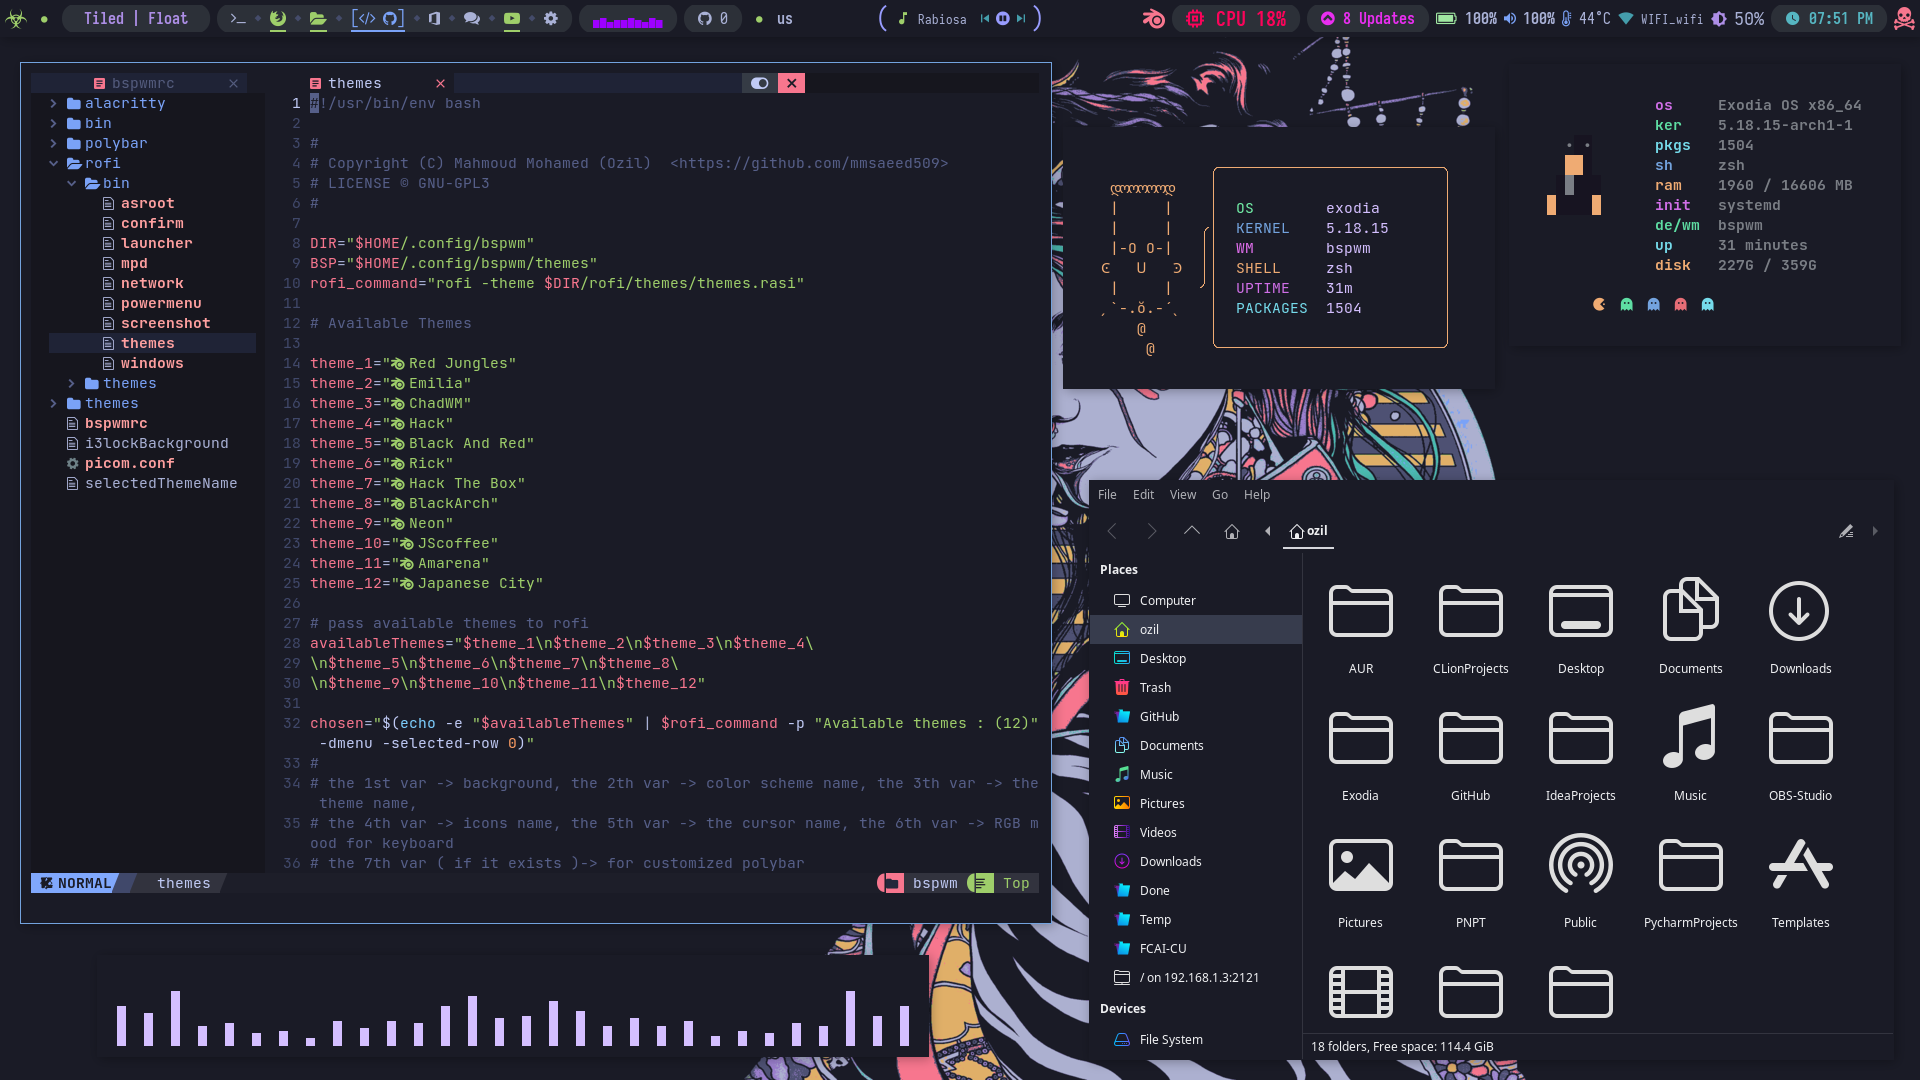 Tiled | Float
0
us
Rabiosa
CPU 18%
8 Updates
100%
100%
44°C
WIFI_wifi
50%
07:51 PM
bspwmrc
themes
alacritty
bin
polybar
rofi
bin
asroot
confirm
launcher
mpd
network
powermenu
screenshot
themes
windows
themes
themes
bspwmrc
i3lockBackground
picom.conf
selectedThemeName
1 #!/usr/bin/env bash
2
3 #
4 # Copyright (C) Mahmoud Mohamed (Ozil)  <https://github.com/mmsaeed509>
5 # LICENSE © GNU-GPL3
6 #
7
8 DIR="$HOME/.config/bspwm"
9 BSP="$HOME/.config/bspwm/themes"
10 rofi_command="rofi -theme $DIR/rofi/themes/themes.rasi"
11
12 # Available Themes
13
14 theme_1="Red Jungles"
15 theme_2="Emilia"
16 theme_3="ChadWM"
17 theme_4="Hack"
18 theme_5="Black And Red"
19 theme_6="Rick"
20 theme_7="Hack The Box"
21 theme_8="BlackArch"
22 theme_9="Neon"
23 theme_10="JScoffee"
24 theme_11="Amarena"
25 theme_12="Japanese City"
26
27 # pass available themes to rofi
28 availableThemes="$theme_1\n$theme_2\n$theme_3\n$theme_4\
29 \n$theme_5\n$theme_6\n$theme_7\n$theme_8\
30 \n$theme_9\n$theme_10\n$theme_11\n$theme_12"
31
32 chosen="$(echo -e "$availableThemes" | $rofi_command -p "Available themes : (12)"
-dmenu -selected-row 0)"
33 #
34 # the 1st var -> background, the 2th var -> color scheme name, the 3th var -> the
theme name,
35 # the 4th var -> icons name, the 5th var -> the cursor name, the 6th var -> RGB m
ood for keyboard
36 # the 7th var ( if it exists )-> for customized polybar
NORMAL
themes
bspwm
Top
OS exodia
KERNEL 5.18.15
WM bspwm
SHELL zsh
UPTIME 31m
PACKAGES 1504
os Exodia OS x86_64
ker 5.18.15-arch1-1
pkgs 1504
sh zsh
ram 1960 / 16606 MB
init systemd
de/wm bspwm
up 31 minutes
disk 227G / 359G
File Edit View Go Help
ozil
Places
Computer
ozil
Desktop
Trash
GitHub
Documents
Music
Pictures
Videos
Downloads
Done
Temp
FCAI-CU
/ on 192.168.1.3:2121
Devices
File System
AUR
CLionProjects
Desktop
Documents
Downloads
Exodia
GitHub
IdeaProjects
Music
OBS-Studio
Pictures
PNPT
Public
PycharmProjects
Templates
18 folders, Free space: 114.4 GiB